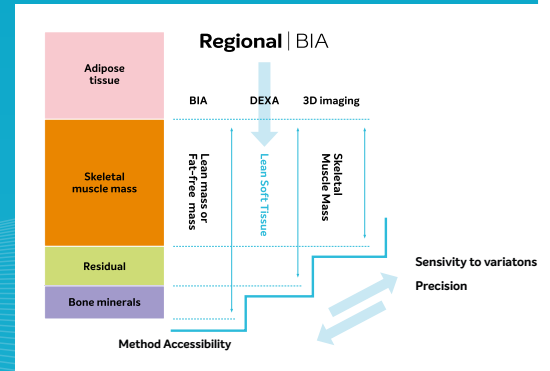 Regional | BIA
Adipose
tissue
BIA
DEXA
3D imaging
Skeletal
muscle mass
Lean mass or
Fat-free mass
Lean Soft Tissue
Skeletal
Muscle Mass
Residual
Bone minerals
Sensivity to variatons
Precision
Method Accessibility